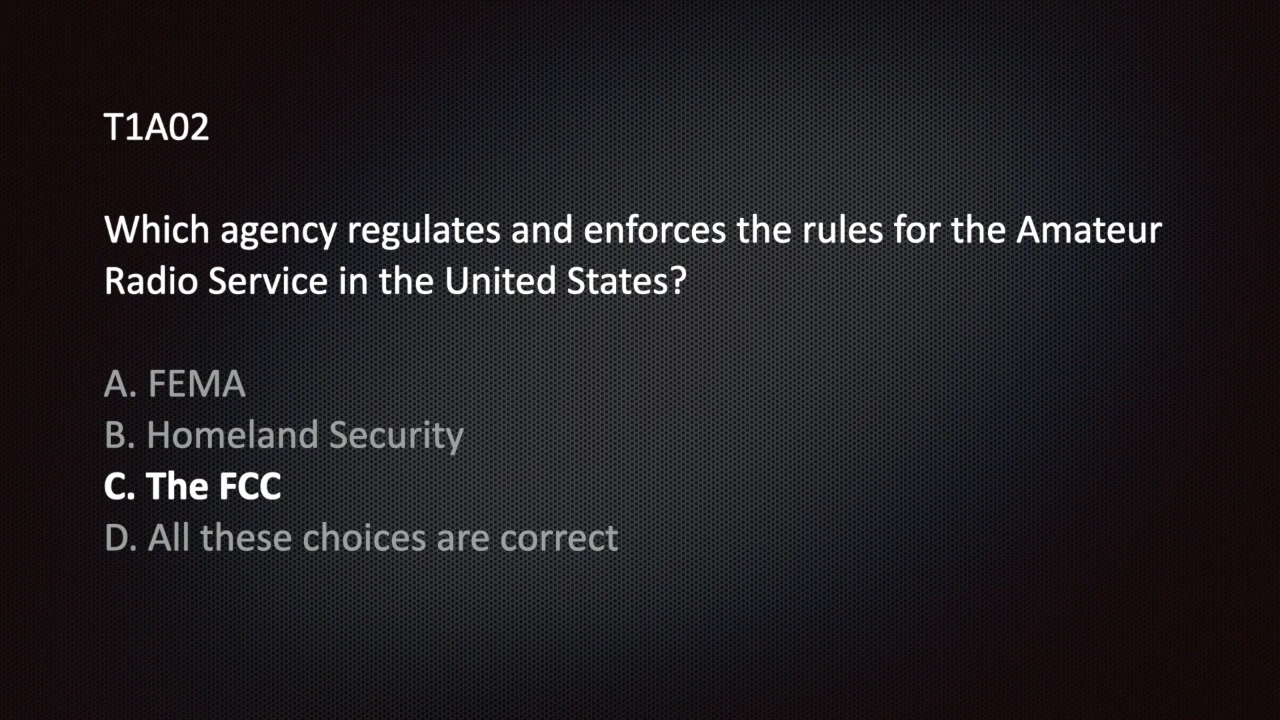 T1A02
Which agency regulates and enforces the rules for the Amateur
Radio Service in the United States?
A. FEMA
B. Homeland Security
C. The FCC
D. All these choices are correct